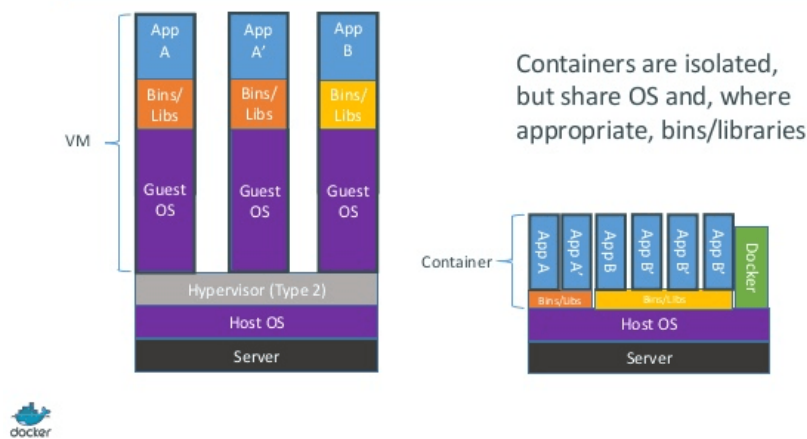 App
A
App
A’
App
B
Bins/
Libs
Bins/
Libs
Bins/
Libs
VM
Guest
OS
Guest
OS
Guest
OS
Hypervisor (Type 2)
Host OS
Server
Containers are isolated,
but share OS and, where
appropriate, bins/libraries
Container
App A
App A’
App B
App B’
App B’
App B’
Docker
Bins/Libs
Bins/Libs
Host OS
Server
docker